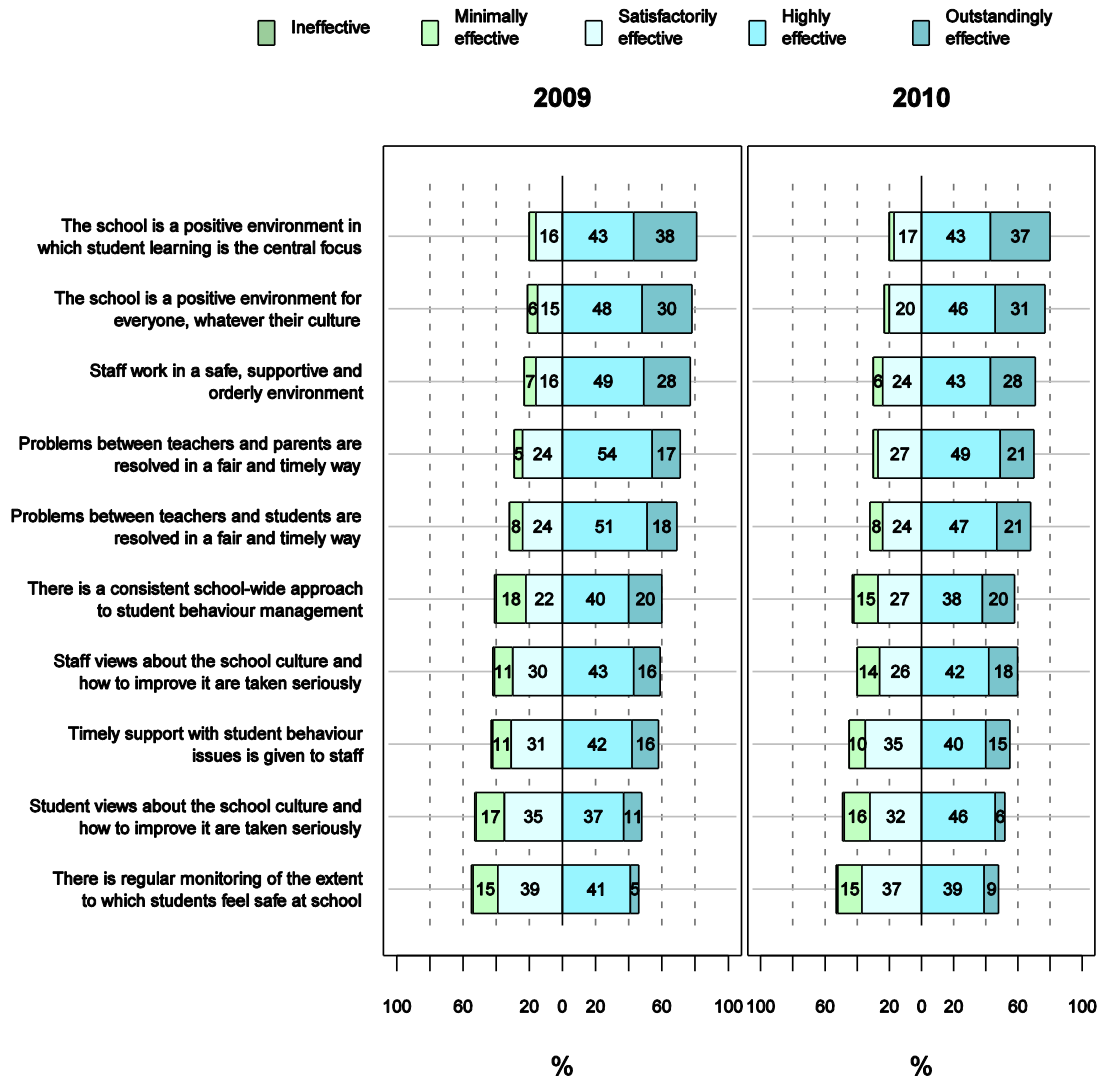 Ineffective
Minimally effective
Satisfactorily effective
Highly effective
Outstandingly effective
2009
2010
The school is a positive environment in
which student learning is the central focus
16 43 38
17 43 37
The school is a positive environment for
everyone, whatever their culture
6 15 48 30
20 46 31
Staff work in a safe, supportive and
orderly environment
7 16 49 28
6 24 43 28
Problems between teachers and parents are
resolved in a fair and timely way
5 24 54 17
27 49 21
Problems between teachers and students are
resolved in a fair and timely way
8 24 51 18
8 24 47 21
There is a consistent school-wide approach
to student behaviour management
18 22 40 20
15 27 38 20
Staff views about the school culture and
how to improve it are taken seriously
11 30 43 16
14 26 42 18
Timely support with student behaviour
issues is given to staff
11 31 42 16
10 35 40 15
Student views about the school culture and
how to improve it are taken seriously
17 35 37 11
16 32 46 6
There is regular monitoring of the extent
to which students feel safe at school
15 39 41 5
15 37 39 9
100 60 20 0 20 60 100
100 60 20 0 20 60 100
%
%